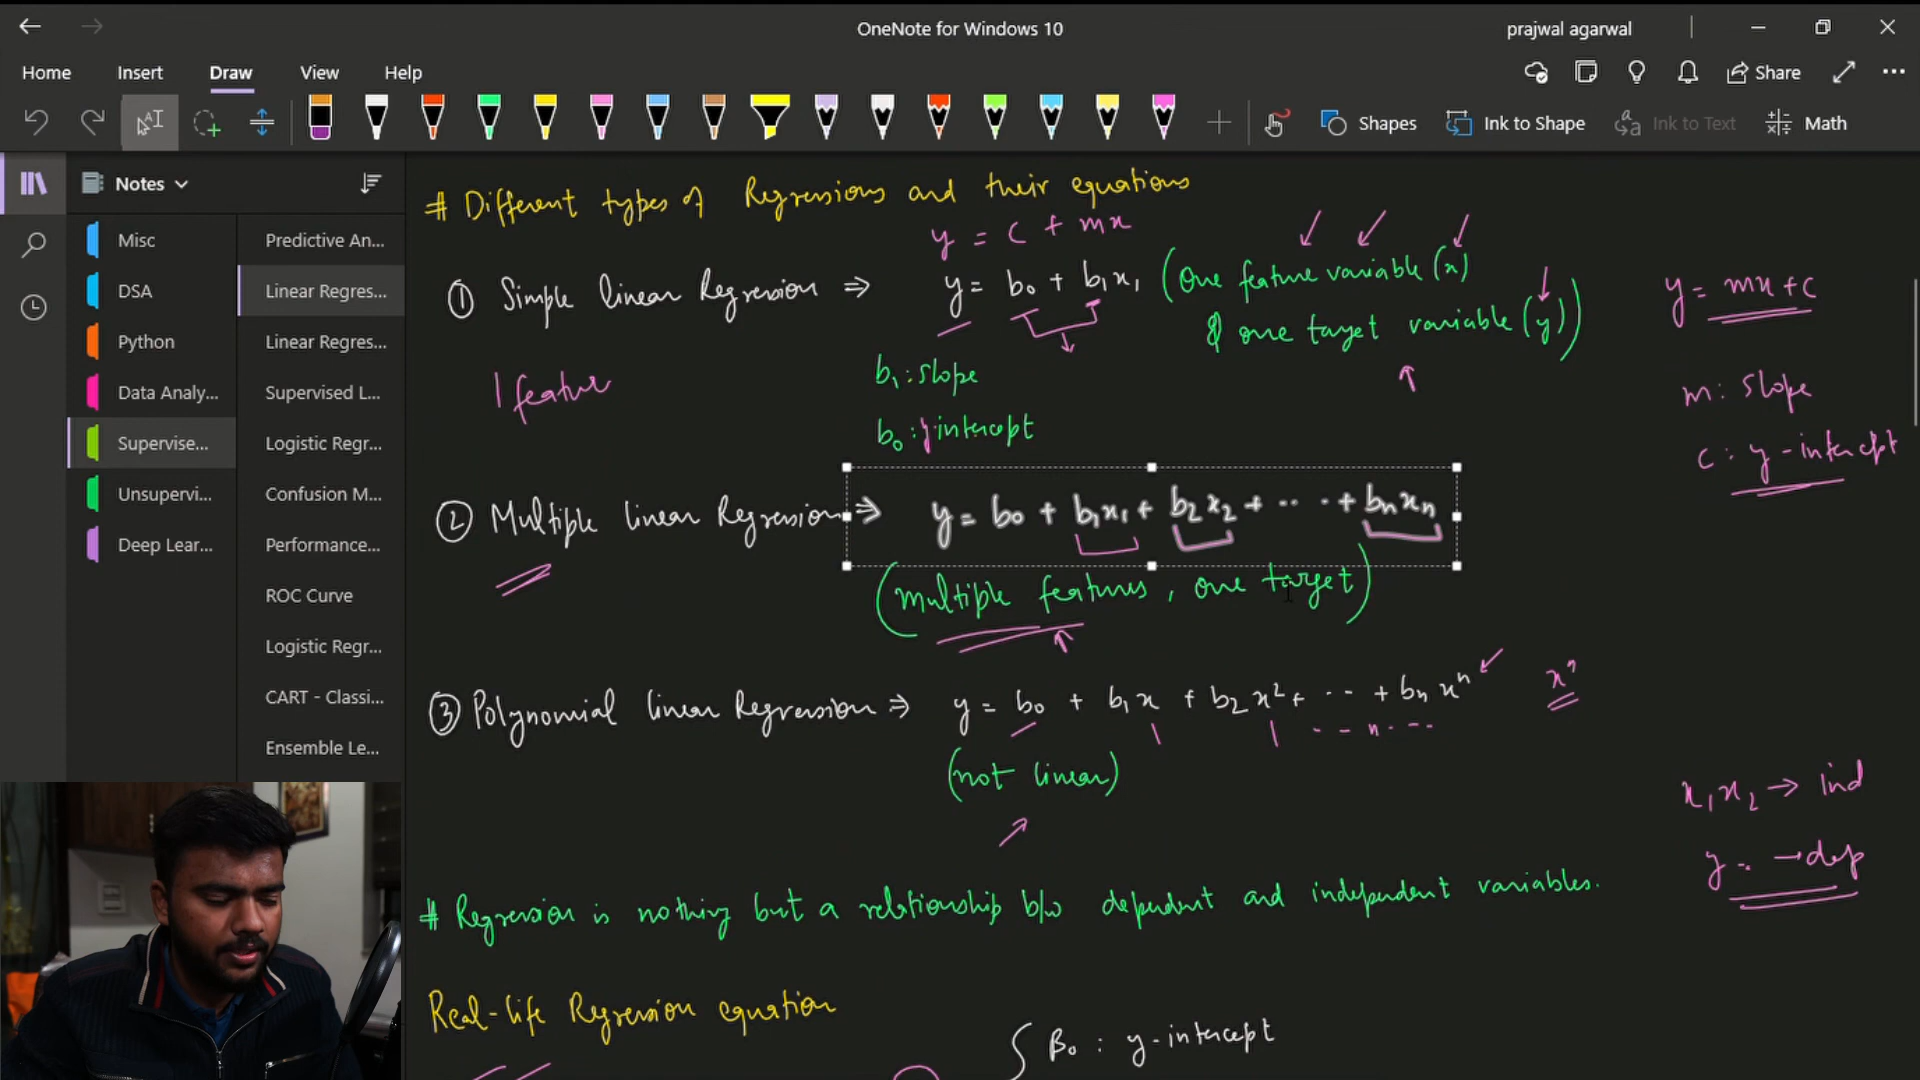 OneNote for Windows 10
prajwal agarwal
Home Insert Draw View Help
Share
Shapes Ink to Shape Ink to Text Math
Notes
Misc
DSA
Python
Data Analy...
Supervise...
Unsupervi...
Deep Lear...
Predictive An...
Linear Regres...
Linear Regres...
Supervised L...
Logistic Regr...
Confusion M...
Performance...
ROC Curve
Logistic Regr...
CART - Classi...
Ensemble Le...
# Different types of Regressions and their equations
y = c + mx
① Simple linear Regression ⇒ y = b₀ + b₁x₁ (One feature variable (x)
& one target variable (y))
1 feature
b₁ : slope
b₀ : y intercept
y = mx + c
m : slope
c : y-intercept
② Multiple linear Regression ⇒ y = b₀ + b₁x₁ + b₂x₂ + .. . + bₙxₙ
(multiple features, one target)
③ Polynomial linear Regression ⇒ y = b₀ + b₁x + b₂x² + -- + bₙxⁿ xⁿ
-- n ---
(not linear)
x₁x₂ → ind
y → dep
# Regression is nothing but a relationship b/w dependent and independent variables.
Real-life Regression equation
β₀ : y-intercept